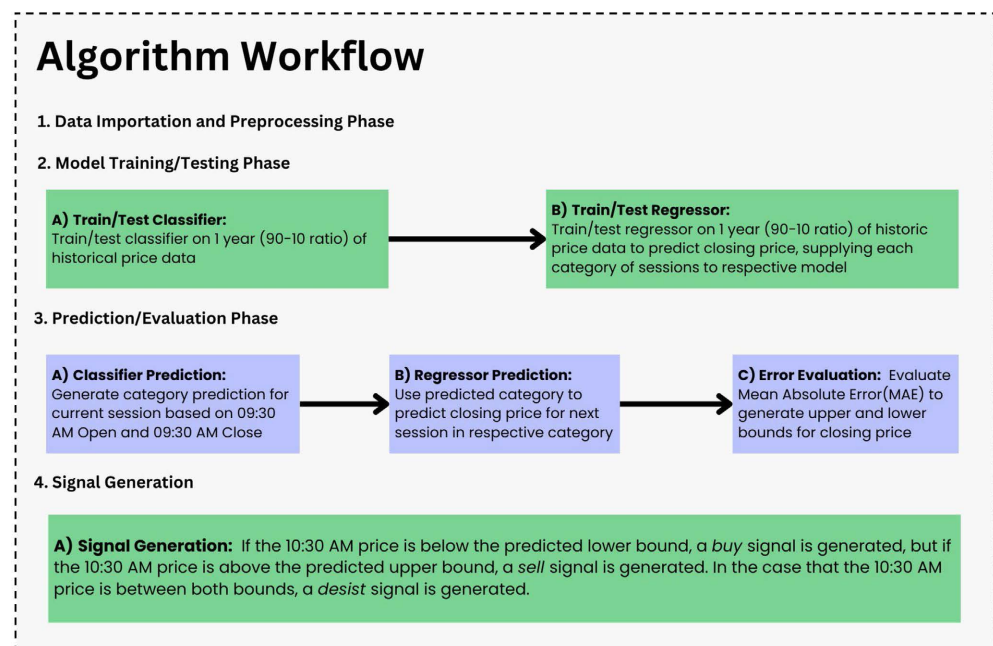 Algorithm Workflow
1. Data Importation and Preprocessing Phase
2. Model Training/Testing Phase
A) Train/Test Classifier:
Train/test classifier on 1 year (90-10 ratio) of
historical price data
B) Train/Test Regressor:
Train/test regressor on 1 year (90-10 ratio) of historic
price data to predict closing price, supplying each
category of sessions to respective model
3. Prediction/Evaluation Phase
A) Classifier Prediction:
Generate category prediction for
current session based on 09:30
AM Open and 09:30 AM Close
B) Regressor Prediction:
Use predicted category to
predict closing price for next
session in respective category
C) Error Evaluation: Evaluate
Mean Absolute Error(MAE) to
generate upper and lower
bounds for closing price
4. Signal Generation
A) Signal Generation: If the 10:30 AM price is below the predicted lower bound, a buy signal is generated, but if
the 10:30 AM price is above the predicted upper bound, a sell signal is generated. In the case that the 10:30 AM
price is between both bounds, a desist signal is generated.